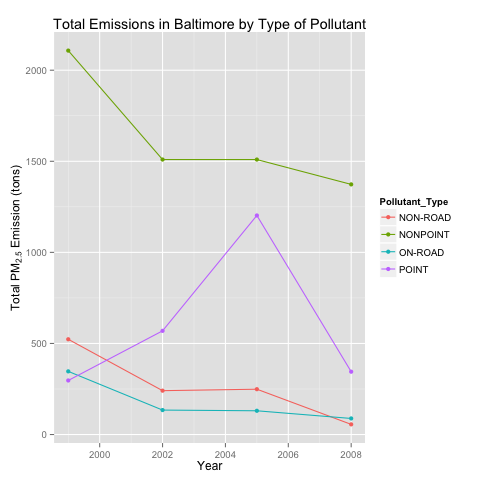 Total Emissions in Baltimore by Type of Pollutant
Total PM2.5 Emission (tons)
2000
1500
1000
500
0
2000 2002 2004 2006 2008
Year
Pollutant_Type
NON-ROAD
NONPOINT
ON-ROAD
POINT